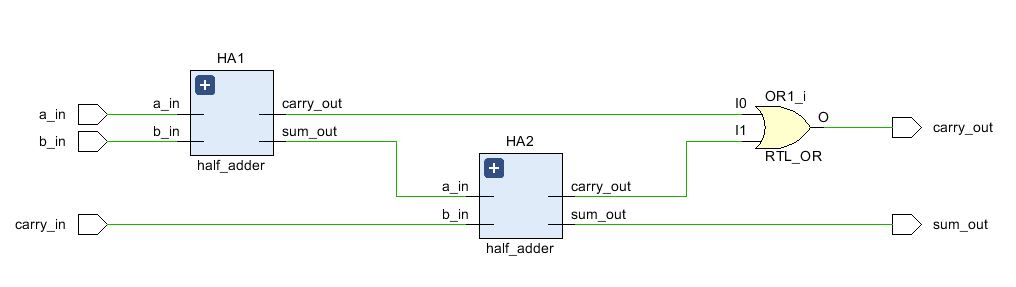 HA1
a_in
a_in
carry_out
b_in
b_in
sum_out
half_adder
HA2
a_in
carry_out
carry_in
b_in
sum_out
half_adder
OR1_i
I0
I1
O
RTL_OR
carry_out
sum_out